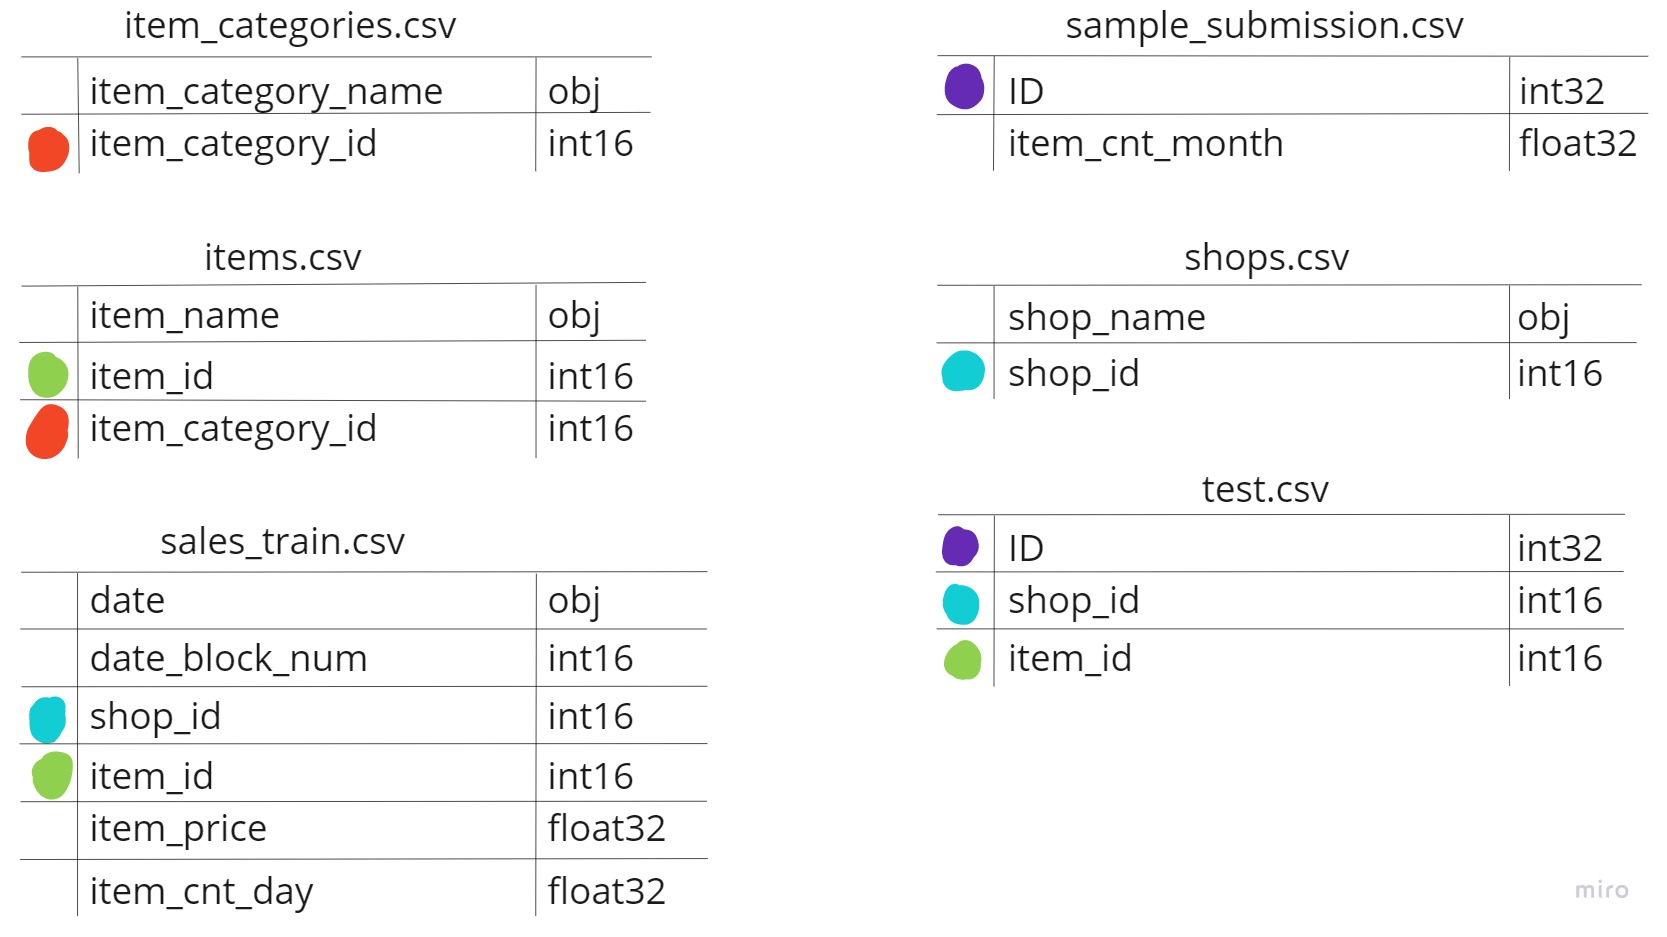 item_categories.csv
item_category_name obj
item_category_id int16
items.csv
item_name obj
item_id int16
item_category_id int16
sales_train.csv
date obj
date_block_num int16
shop_id int16
item_id int16
item_price float32
item_cnt_day float32
sample_submission.csv
ID int32
item_cnt_month float32
shops.csv
shop_name obj
shop_id int16
test.csv
ID int32
shop_id int16
item_id int16
miro